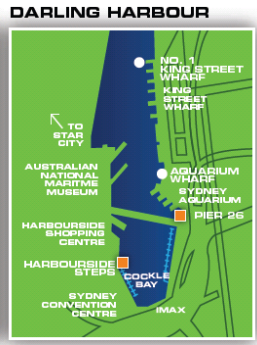 DARLING HARBOUR
NO. 1
KING STREET
WHARF
KING
STREET
WHARF
TO
STAR
CITY
AUSTRALIAN
NATIONAL
MARITME
MUSEUM
AQUARIUM
WHARF
SYDNEY
AQUARIUM
PIER 26
HARBOURSIDE
SHOPPING
CENTRE
HARBOURSIDE
STEPS
COCKLE
BAY
SYDNEY
CONVENTION
CENTRE
IMAX